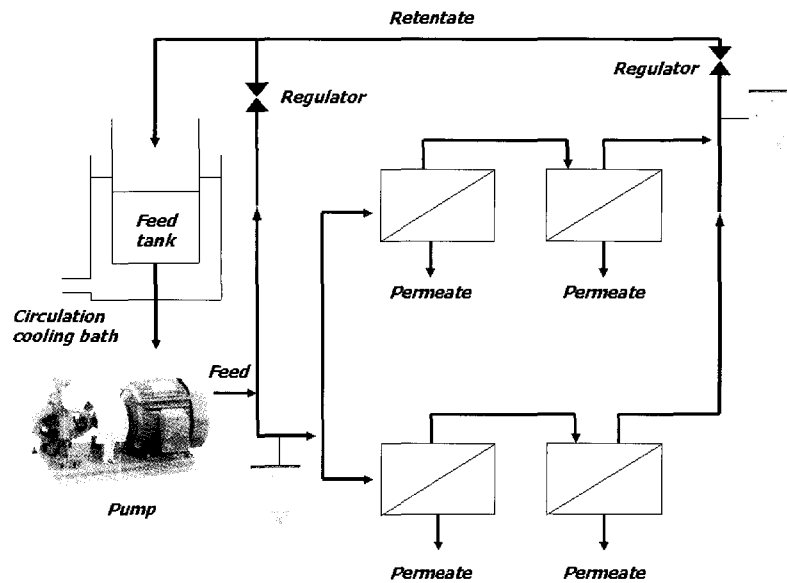 Retentate
Regulator
Regulator
Feed
tank
Permeate
Permeate
Circulation
cooling bath
Feed
Pump
Permeate
Permeate